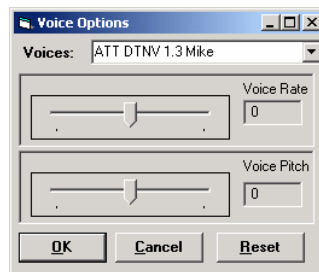 Voice Options
Voices: ATT DTNV 1.3 Mike
Voice Rate
0
Voice Pitch
0
OK Cancel Reset